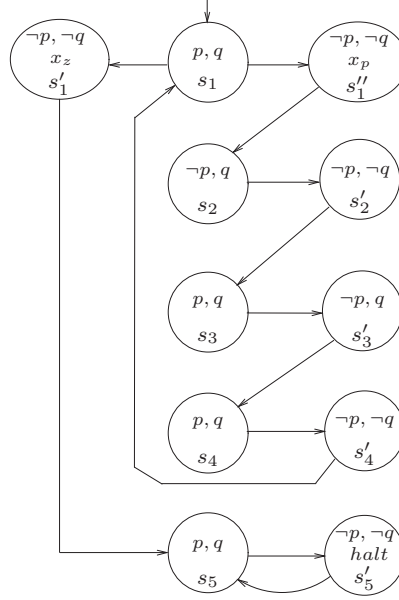 ¬p, ¬q
x_z
s′_1
p, q
s_1
¬p, ¬q
x_p
s″_1
¬p, q
s_2
¬p, ¬q
s′_2
p, q
s_3
¬p, q
s′_3
p, q
s_4
¬p, ¬q
s′_4
p, q
s_5
¬p, ¬q
halt
s′_5